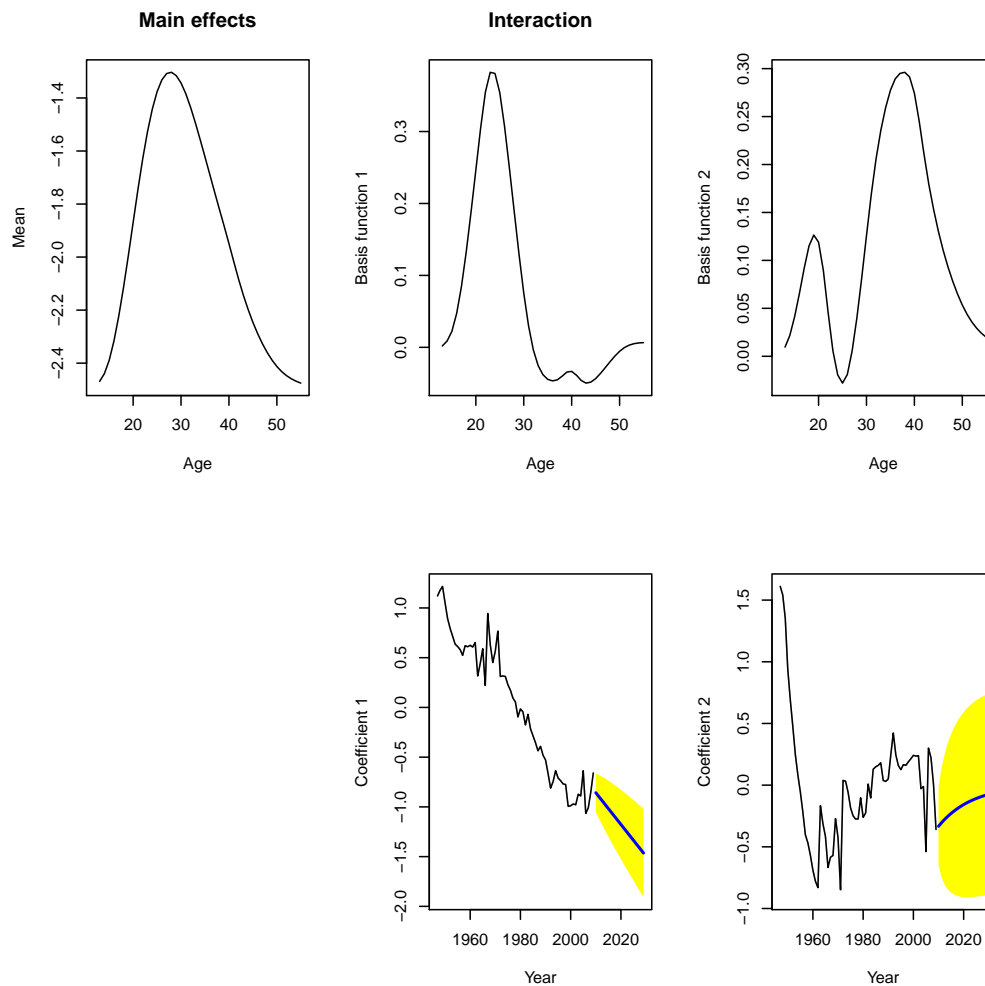 Main effects
Interaction
Mean
−2.4 −2.2 −2.0 −1.8 −1.6 −1.4
20 30 40 50
Age
Basis function 1
0.0 0.1 0.2 0.3
20 30 40 50
Age
Basis function 2
0.00 0.05 0.10 0.15 0.20 0.25 0.30
20 30 40 50
Age
Coefficient 1
−2.0 −1.5 −1.0 −0.5 0.0 0.5 1.0
1960 1980 2000 2020
Year
Coefficient 2
−1.0 −0.5 0.0 0.5 1.0 1.5
1960 1980 2000 2020
Year